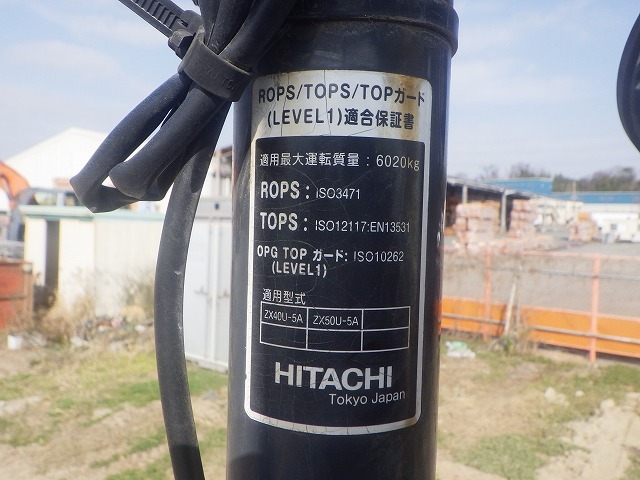 ROPS/TOPS/TOPガード
(LEVEL1)適合保証書
適用最大運転質量：6020kg
ROPS：ISO3471
TOPS：ISO12117:EN13531
OPG TOP ガード: ISO10262
(LEVEL1)
適用型式
ZX40U-5A ZX50U-5A
HITACHI
Tokyo Japan